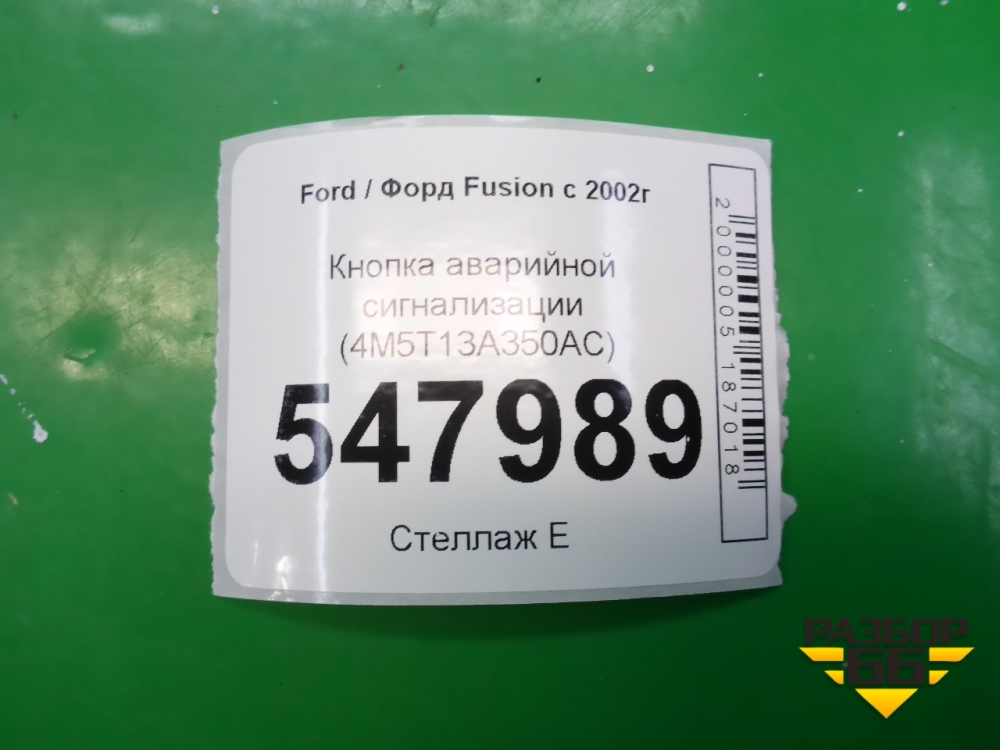 Ford / Форд Fusion с 2002г
Кнопка аварийной
сигнализации
(4M5T13A350AC)
547989
Стеллаж Е
2000005187018
РАЗБОР
66